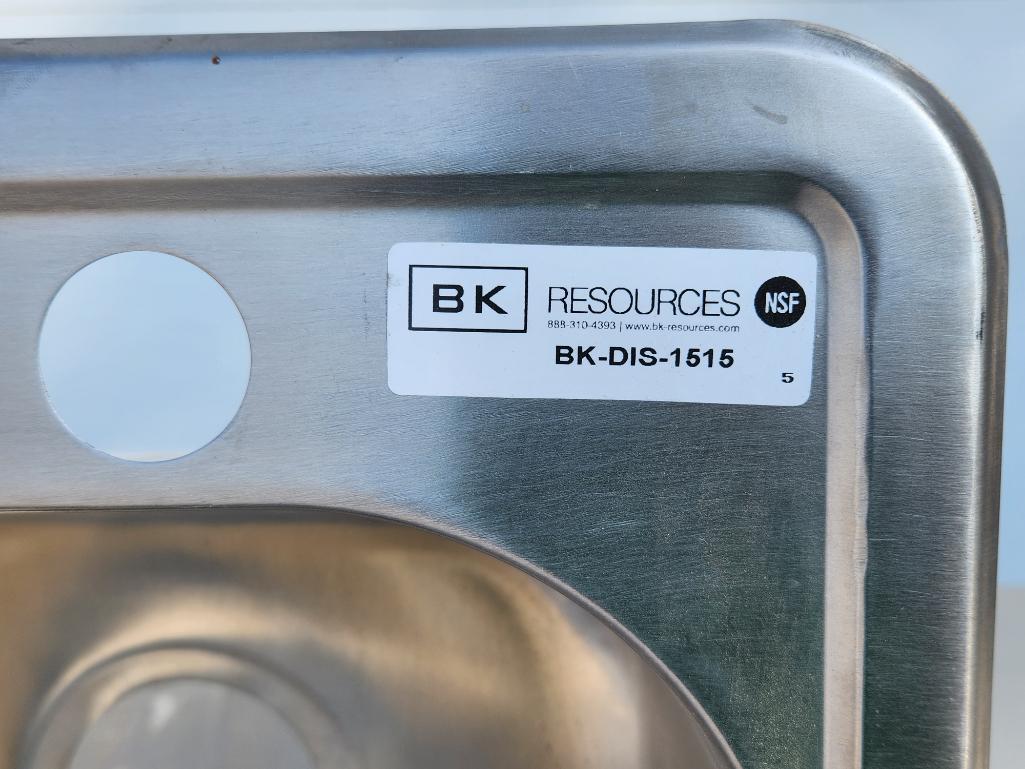 BK RESOURCES NSF
888-310-4393 | www.bk-resources.com
BK-DIS-1515
5